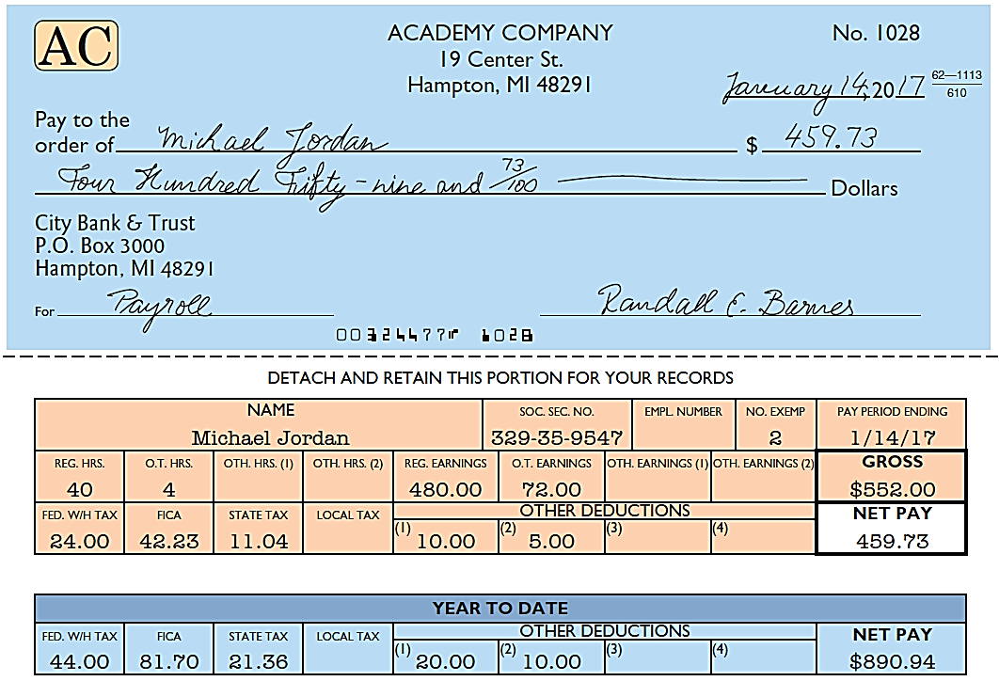 AC
ACADEMY COMPANY
No. 1028
19 Center St.
Hampton, MI 48291
January 14, 2017
62—1113
610
Pay to the
order of Michael Jordan $ 459.73
Four Hundred Fifty-nine and 73/100 Dollars
City Bank & Trust
P.O. Box 3000
Hampton, MI 48291
For Payroll
Randall E. Barnes
00324477 1028
DETACH AND RETAIN THIS PORTION FOR YOUR RECORDS
NAME SOC. SEC. NO. EMPL. NUMBER NO. EXEMP PAY PERIOD ENDING
Michael Jordan 329-35-9547 2 1/14/17
REG. HRS. O.T. HRS. OTH. HRS. (1) OTH. HRS. (2) REG. EARNINGS O.T. EARNINGS OTH. EARNINGS (1) OTH. EARNINGS (2) GROSS
40 4 480.00 72.00 $552.00
FED. W/H TAX FICA STATE TAX LOCAL TAX OTHER DEDUCTIONS NET PAY
24.00 42.23 11.04 (1) 10.00 (2) 5.00 (3) (4) 459.73
YEAR TO DATE
FED. W/H TAX FICA STATE TAX LOCAL TAX OTHER DEDUCTIONS NET PAY
44.00 81.70 21.36 (1) 20.00 (2) 10.00 (3) (4) $890.94